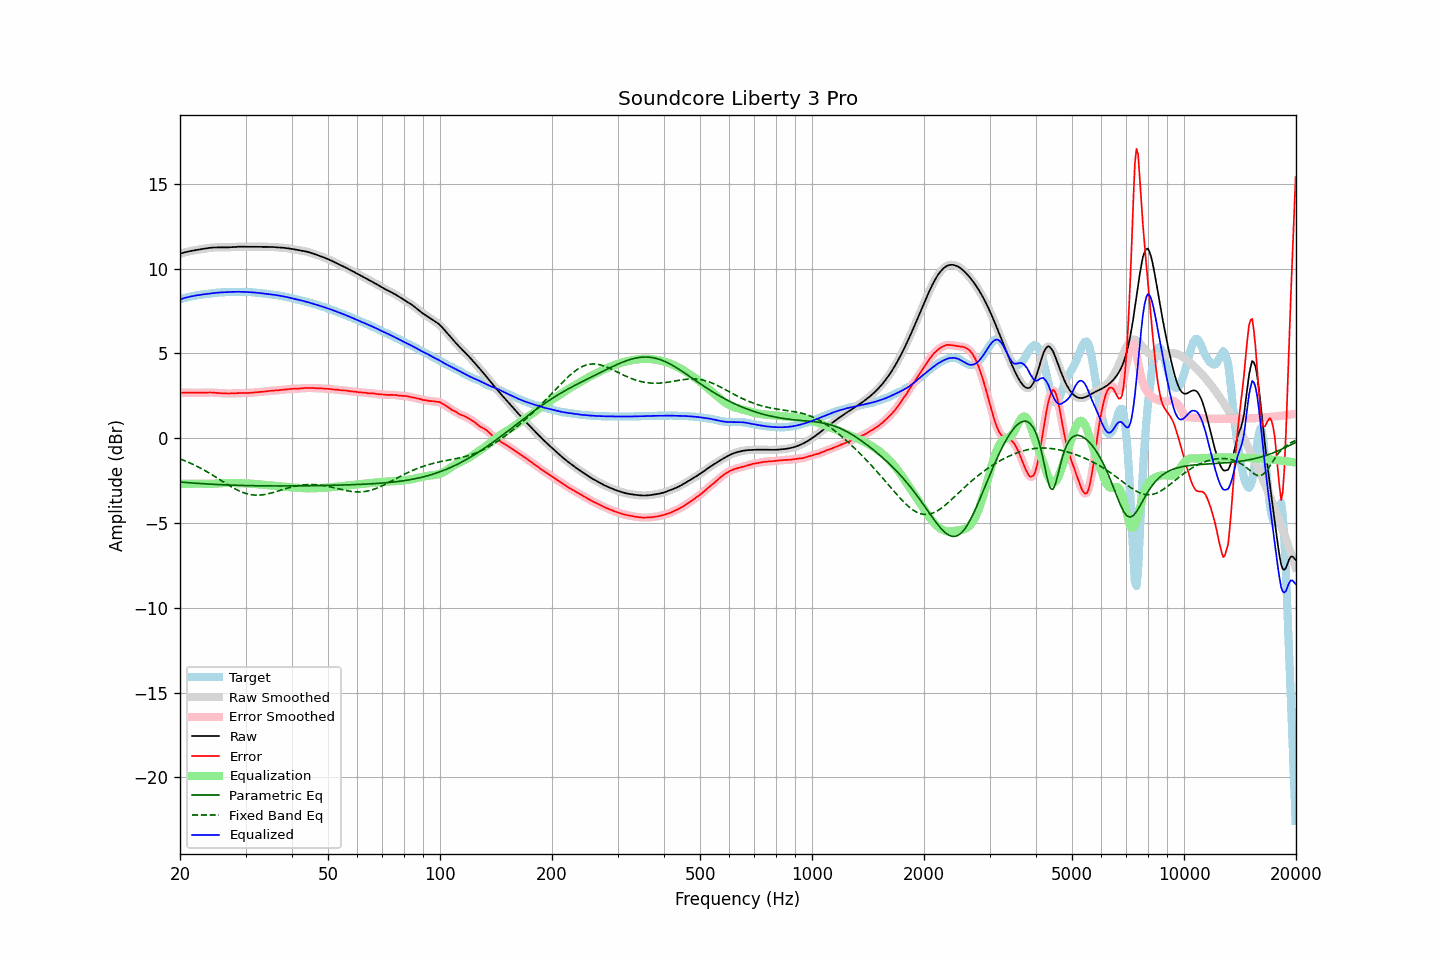 Soundcore Liberty 3 Pro
Amplitude (dBr)
15
10
5
0
−5
−10
−15
−20
Target
Raw Smoothed
Error Smoothed
Raw
Error
Equalization
Parametric Eq
Fixed Band Eq
Equalized
20 50 100 200 500 1000 2000 5000 10000 20000
Frequency (Hz)